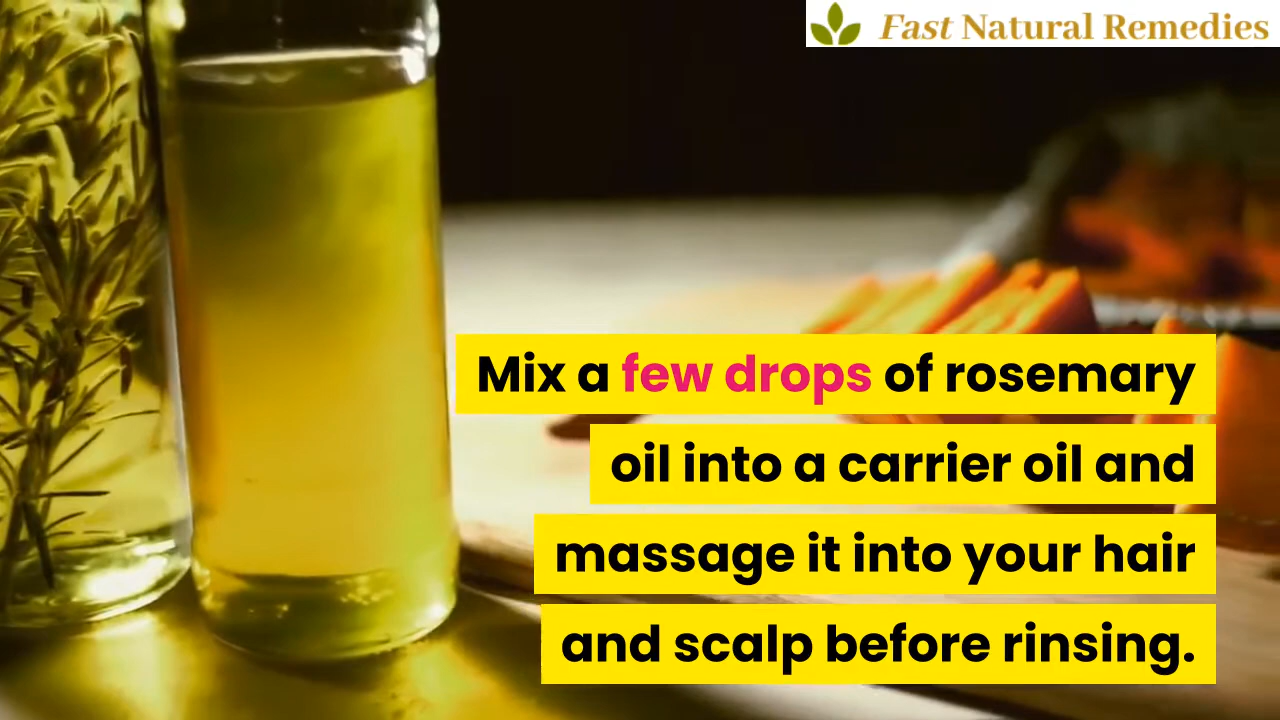 Fast Natural Remedies
Mix a few drops of rosemary
oil into a carrier oil and
massage it into your hair
and scalp before rinsing.